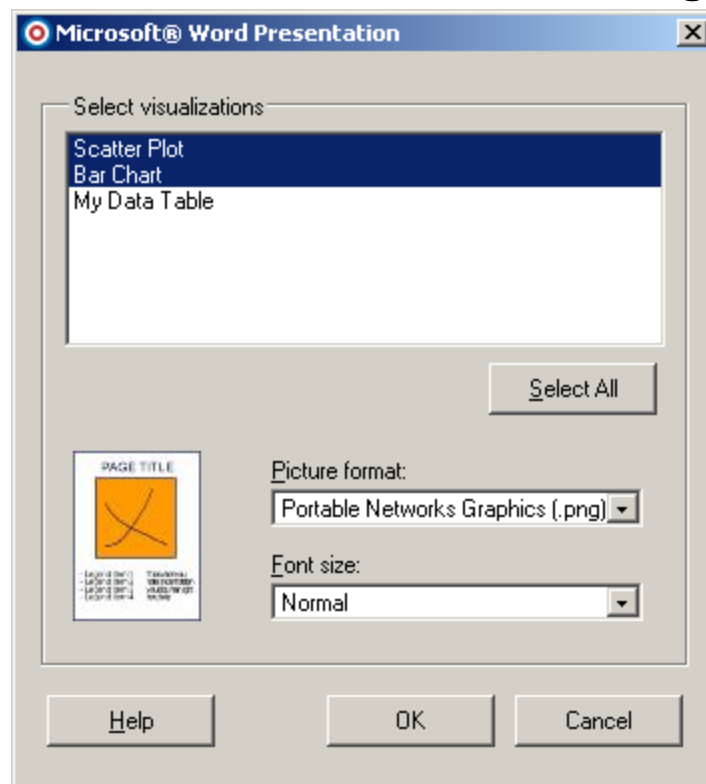 Microsoft® Word Presentation
Select visualizations
Scatter Plot
Bar Chart
My Data Table
Select All
PAGE TITLE
Picture format:
Portable Networks Graphics (.png)
Font size:
Normal
Help
OK
Cancel